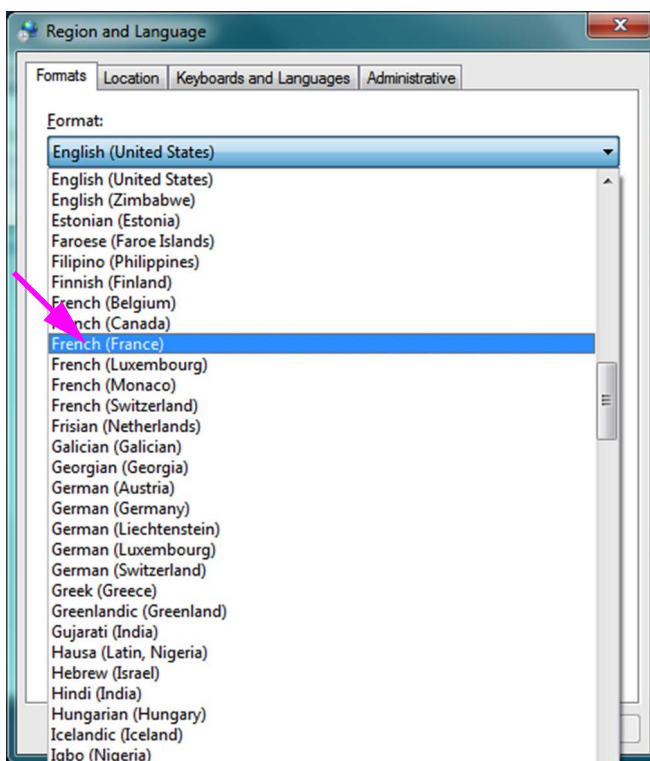 Region and Language
Formats Location Keyboards and Languages Administrative
Format:
English (United States)
English (United States)
English (Zimbabwe)
Estonian (Estonia)
Faroese (Faroe Islands)
Filipino (Philippines)
Finnish (Finland)
French (Belgium)
French (Canada)
French (France)
French (Luxembourg)
French (Monaco)
French (Switzerland)
Frisian (Netherlands)
Galician (Galician)
Georgian (Georgia)
German (Austria)
German (Germany)
German (Liechtenstein)
German (Luxembourg)
German (Switzerland)
Greek (Greece)
Greenlandic (Greenland)
Gujarati (India)
Hausa (Latin, Nigeria)
Hebrew (Israel)
Hindi (India)
Hungarian (Hungary)
Icelandic (Iceland)
Igbo (Nigeria)